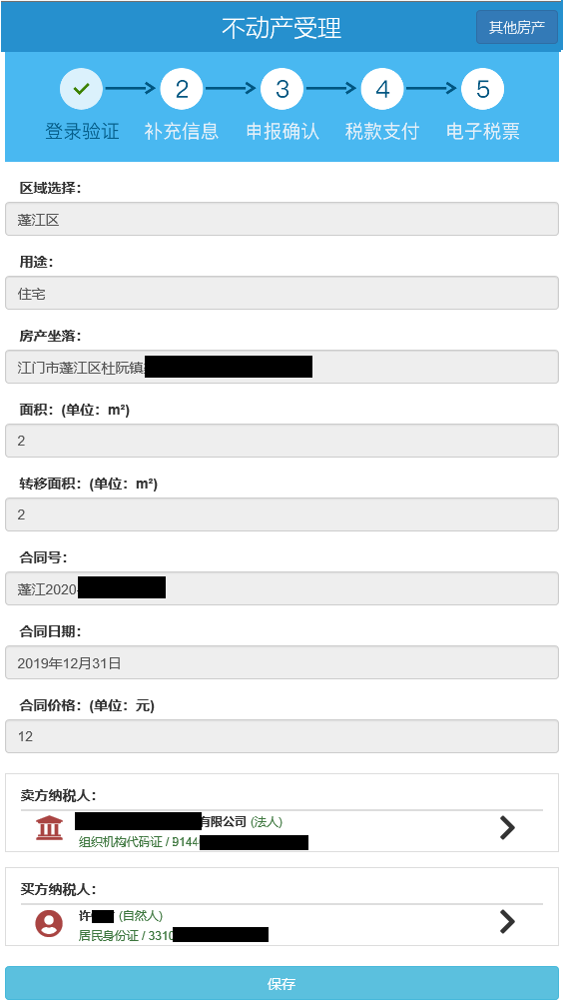 不动产受理
其他房产
2 3 4 5
登录验证 补充信息 申报确认 税款支付 电子税票
区域选择:
蓬江区
用途:
住宅
房产坐落:
江门市蓬江区杜阮镇
面积: (单位: m²)
2
转移面积: (单位: m²)
2
合同号:
蓬江2020
合同日期:
2019年12月31日
合同价格: (单位: 元)
12
卖方纳税人:
有限公司 (法人)
组织机构代码证 / 914
买方纳税人:
许 (自然人)
居民身份证 / 3310
保存